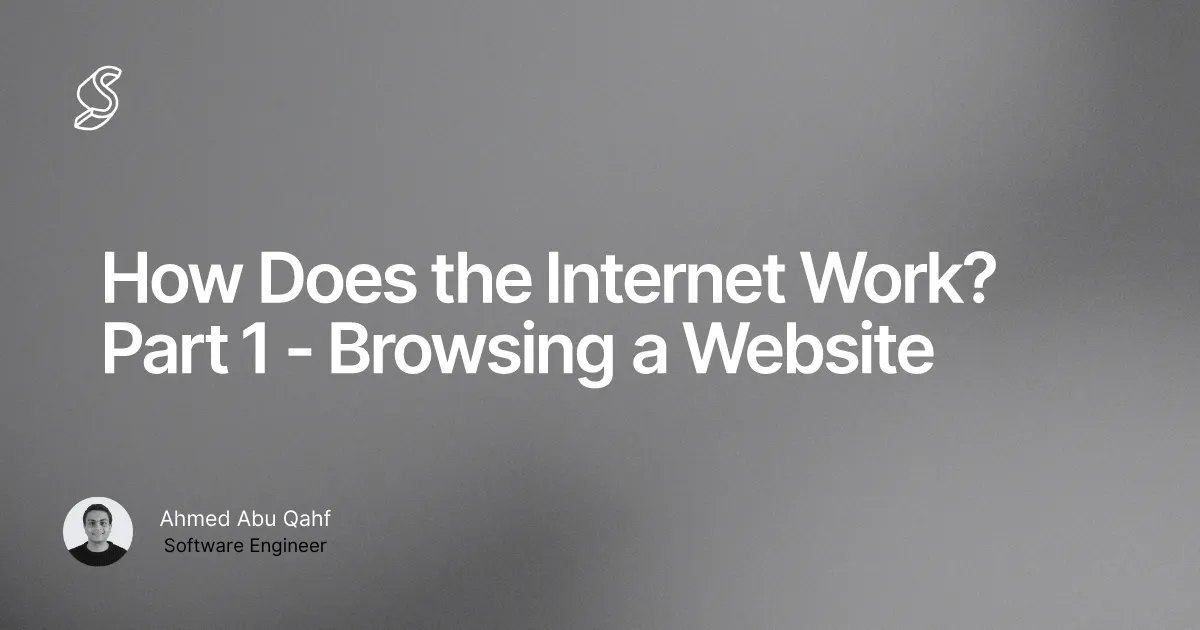 How Does the Internet Work?
Part 1 - Browsing a Website
Ahmed Abu Qahf
Software Engineer